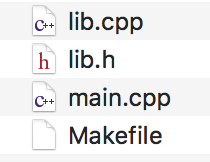 C++ lib.cpp
h lib.h
C++ main.cpp
Makefile